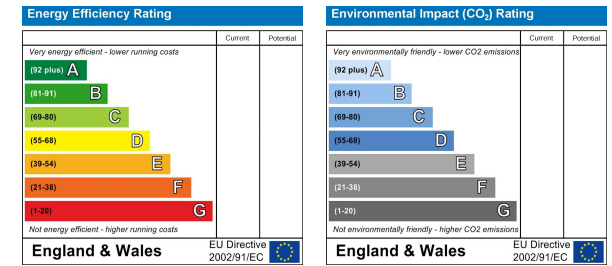 Energy Efficiency Rating
Current Potential
Very energy efficient - lower running costs
(92 plus) A
(81-91) B
(69-80) C
(55-68) D
(39-54) E
(21-38) F
(1-20) G
Not energy efficient - higher running costs
England & Wales
EU Directive
2002/91/EC
Environmental Impact (CO₂) Rating
Current Potential
Very environmentally friendly - lower CO2 emissions
(92 plus) A
(81-91) B
(69-80) C
(55-68) D
(39-54) E
(21-38) F
(1-20) G
Not environmentally friendly - higher CO2 emissions
England & Wales
EU Directive
2002/91/EC